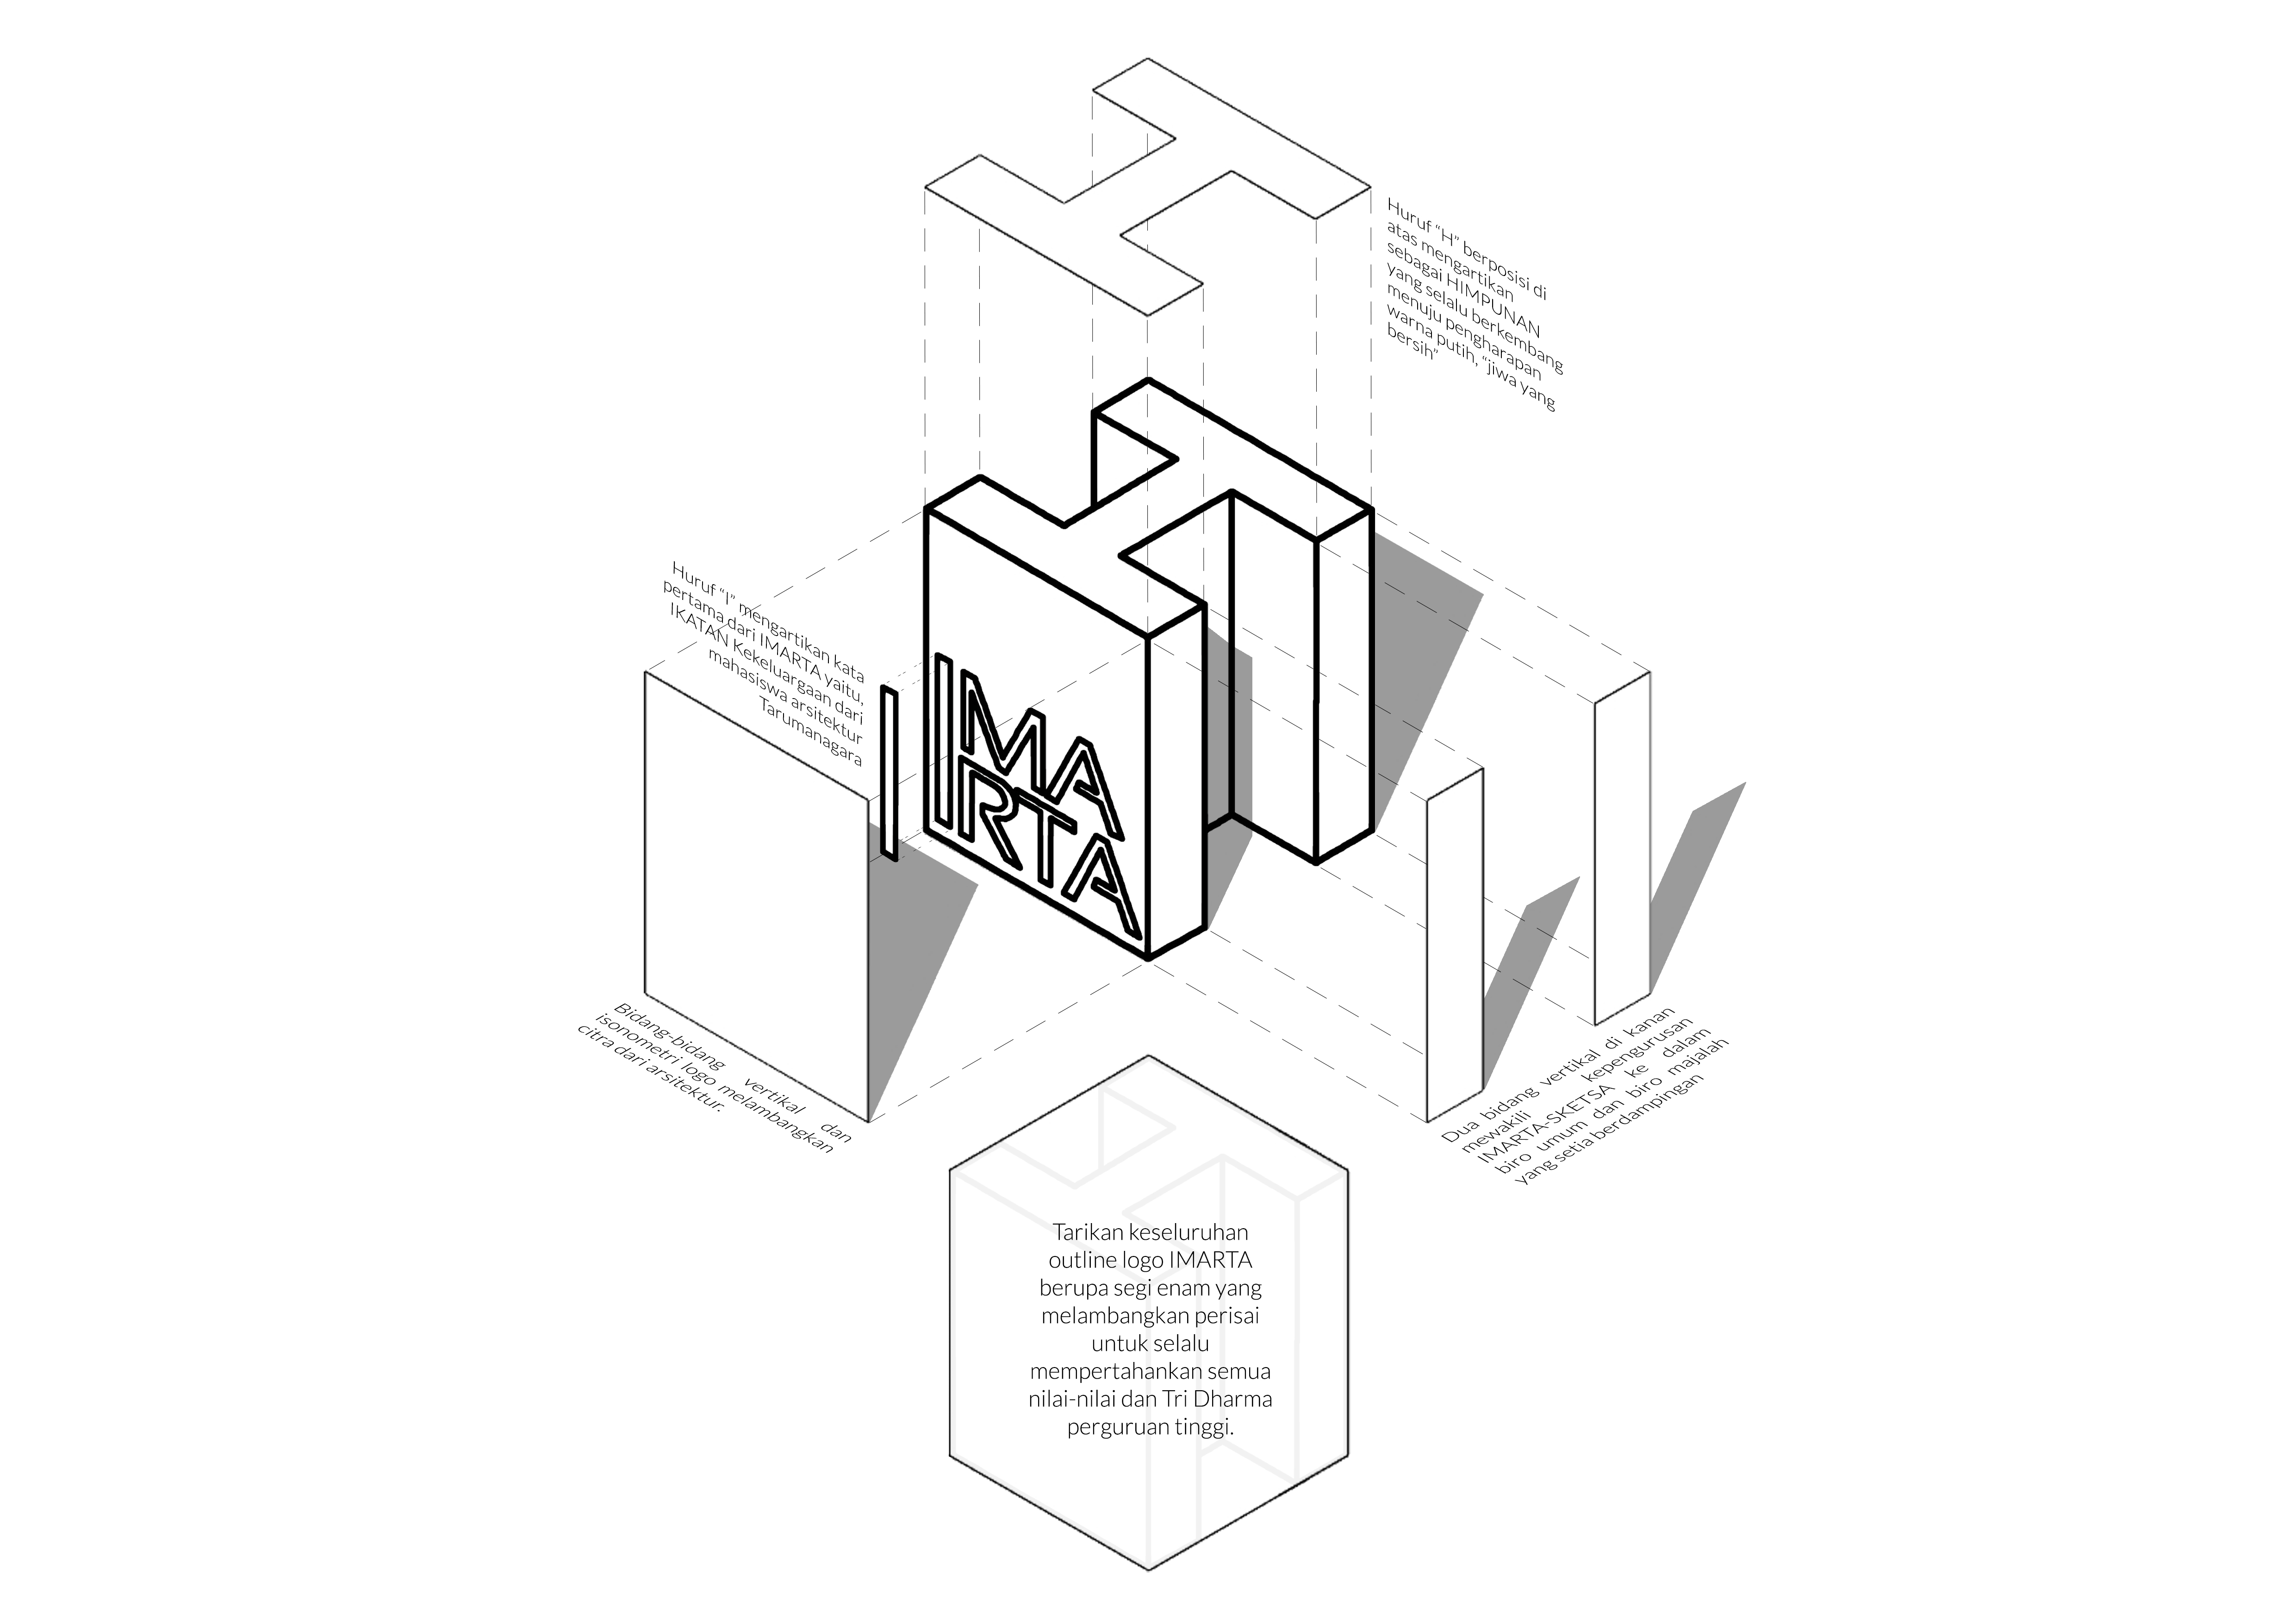 Huruf “H” berposisi di
atas mengartikan
sebagai HIMPUNAN
yang selalu berkembang
menuju pengharapan
warna putih, “jiwa yang
bersih”
Huruf “I” mengartikan kata
pertama dari IMARTA yaitu,
IKATAN Kekeluargaan dari
mahasiswa arsitektur
Tarumanagara
I
IMA
RTA
Bidang-bidang vertikal dan
isonometri logo melambangkan
citra dari arsitektur.
Dua bidang vertikal di kanan
mewakili kepengurusan
IMARTA-SKETSA ke dalam
biro umum dan biro majalah
yang setia berdampingan
Tarikan keseluruhan
outline logo IMARTA
berupa segi enam yang
melambangkan perisai
untuk selalu
mempertahankan semua
nilai-nilai dan Tri Dharma
perguruan tinggi.